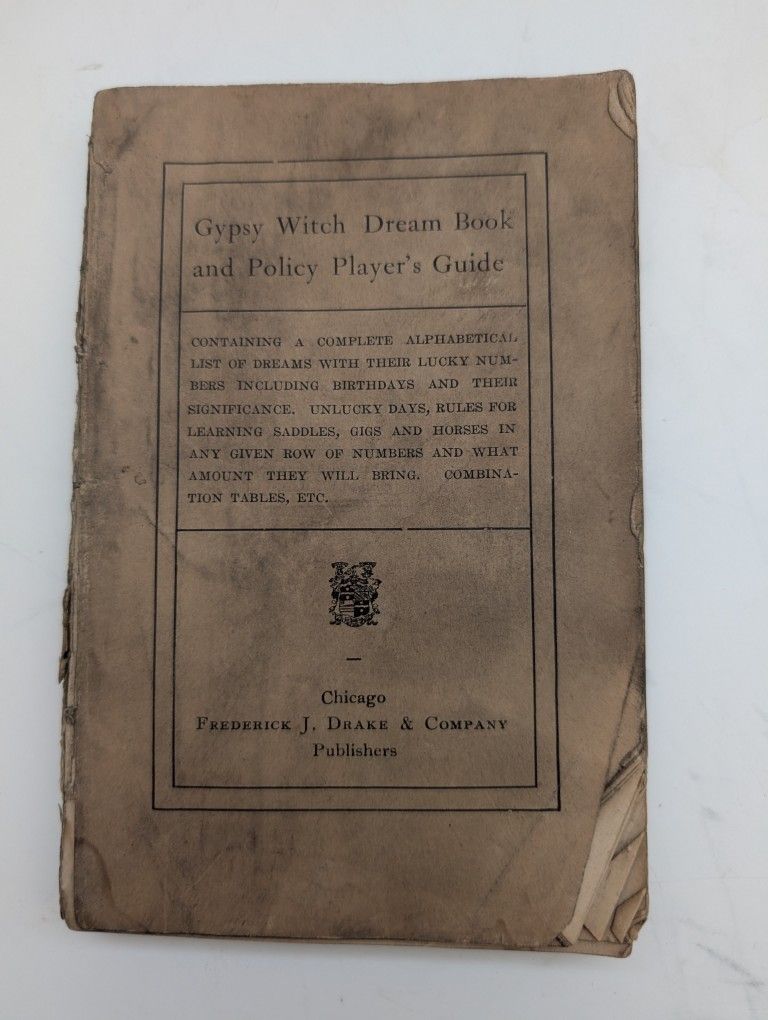 Gypsy Witch Dream Book
and Policy Player's Guide
CONTAINING A COMPLETE ALPHABETICAL
LIST OF DREAMS WITH THEIR LUCKY NUM-
BERS INCLUDING BIRTHDAYS AND THEIR
SIGNIFICANCE. UNLUCKY DAYS, RULES FOR
LEARNING SADDLES, GIGS AND HORSES IN
ANY GIVEN ROW OF NUMBERS AND WHAT
AMOUNT THEY WILL BRING. COMBINA-
TION TABLES, ETC.
Chicago
FREDERICK J. DRAKE & COMPANY
Publishers